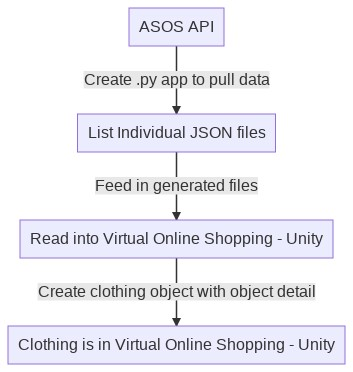 ASOS API
Create .py app to pull data
List Individual JSON files
Feed in generated files
Read into Virtual Online Shopping - Unity
Create clothing object with object detail
Clothing is in Virtual Online Shopping - Unity